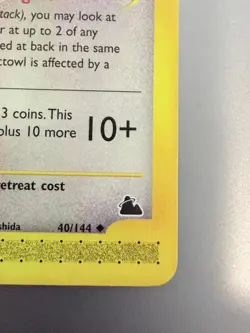 tack), you may look at
r at up to 2 of any
ed at back in the same
ctowl is affected by a
3 coins. This
plus 10 more
10+
etreat cost
shida
40/144 ◆